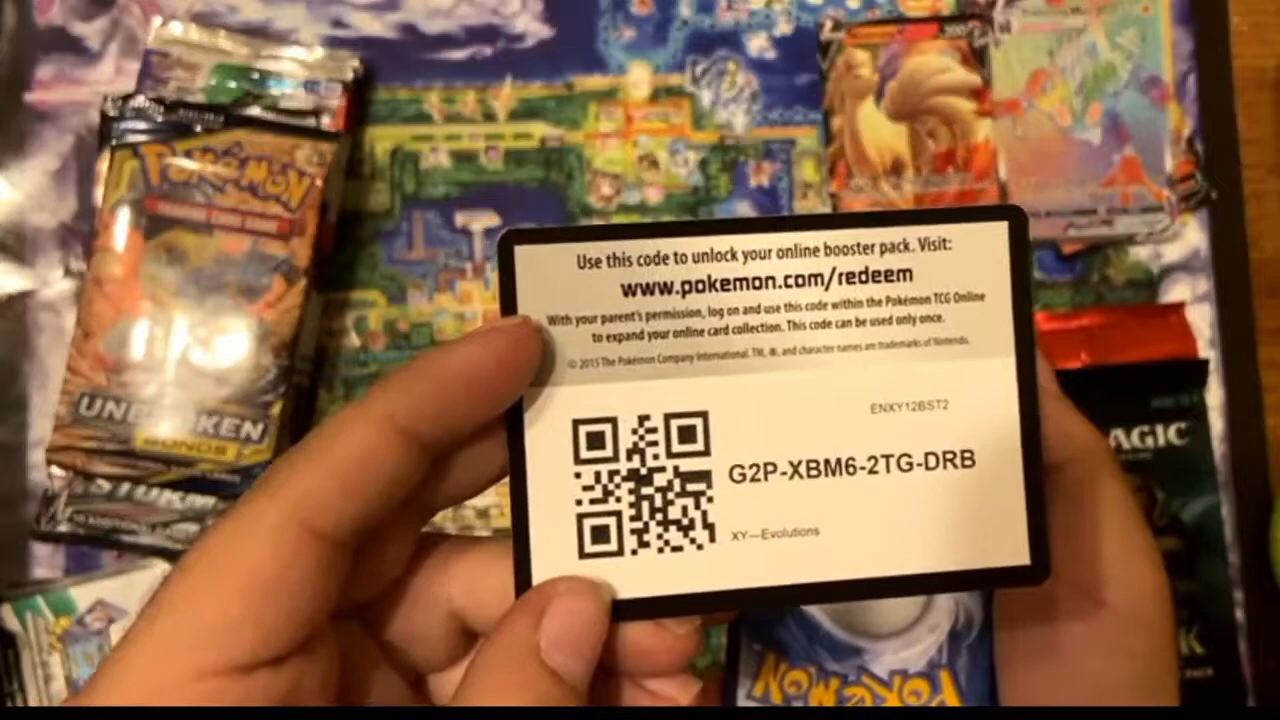 POKÉMON
UNBROKEN
BONDS
Use this code to unlock your online booster pack. Visit:
www.pokemon.com/redeem
With your parent's permission, log on and use this code within the Pokémon TCG Online
to expand your online card collection. This code can be used only once.
© 2015 The Pokémon Company International. TM, ®, and character names are trademarks of Nintendo.
ENXY12BST2
G2P-XBM6-2TG-DRB
XY—Evolutions
AGIC
POKÉMON